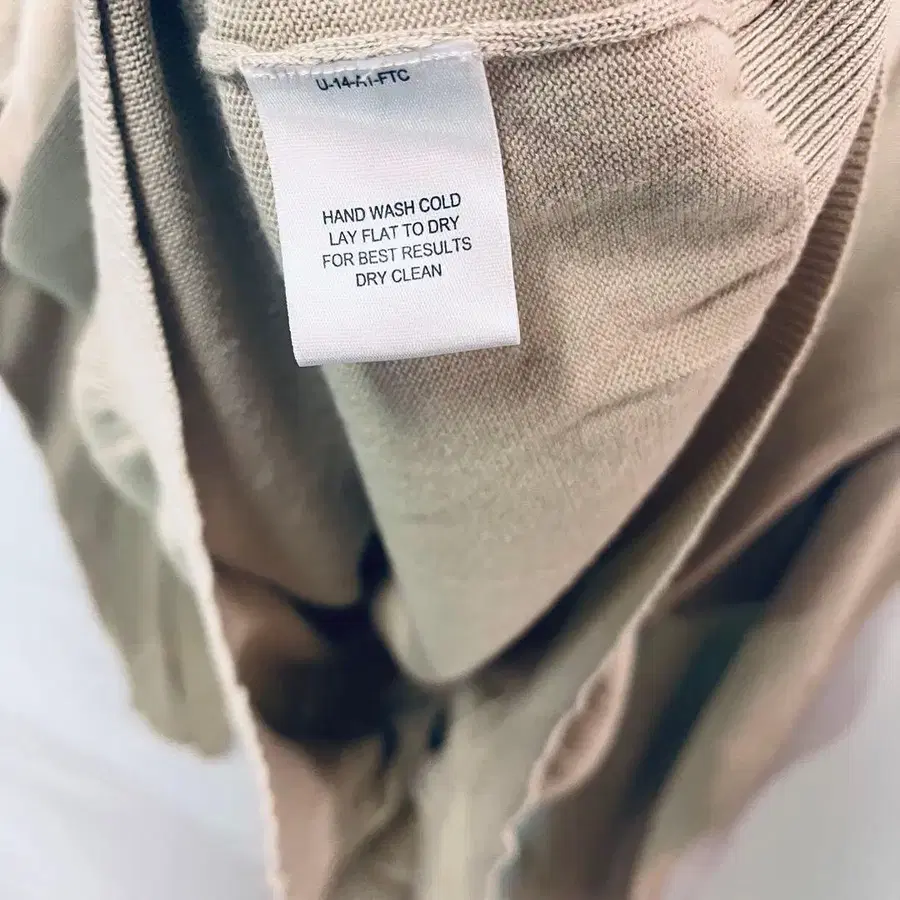 U-14-A1-FTC
HAND WASH COLD
LAY FLAT TO DRY
FOR BEST RESULTS
DRY CLEAN